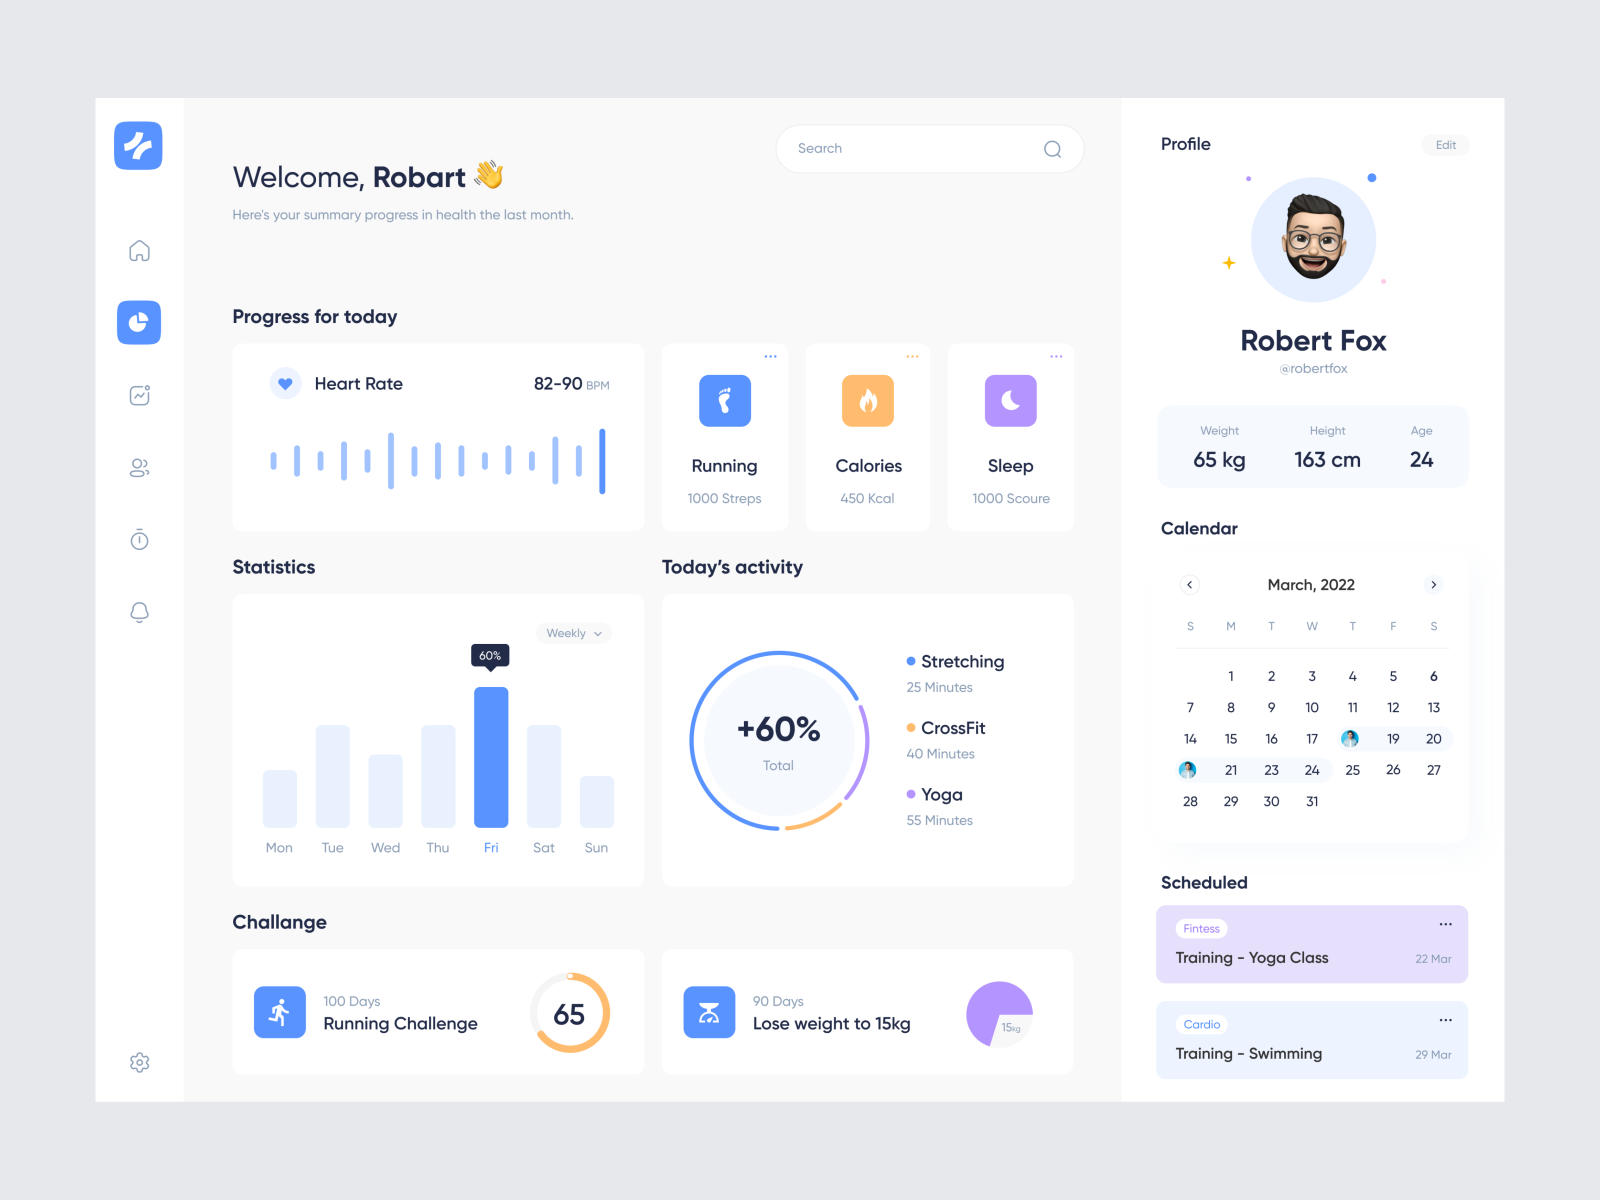 Search
Welcome, Robart
Here's your summary progress in health the last month.
Progress for today
Heart Rate
82-90 BPM
Running
1000 Streps
Calories
450 Kcal
Sleep
1000 Scoure
Statistics
Weekly
60%
Mon Tue Wed Thu Fri Sat Sun
Today's activity
+60%
Total
Stretching
25 Minutes
CrossFit
40 Minutes
Yoga
55 Minutes
Challange
100 Days
Running Challenge
65
90 Days
Lose weight to 15kg
15kg
Profile
Edit
Robert Fox
@robertfox
Weight Height Age
65 kg 163 cm 24
Calendar
March, 2022
S M T W T F S
1 2 3 4 5 6
7 8 9 10 11 12 13
14 15 16 17 19 20
21 23 24 25 26 27
28 29 30 31
Scheduled
Fintess
Training - Yoga Class
22 Mar
Cardio
Training - Swimming
29 Mar